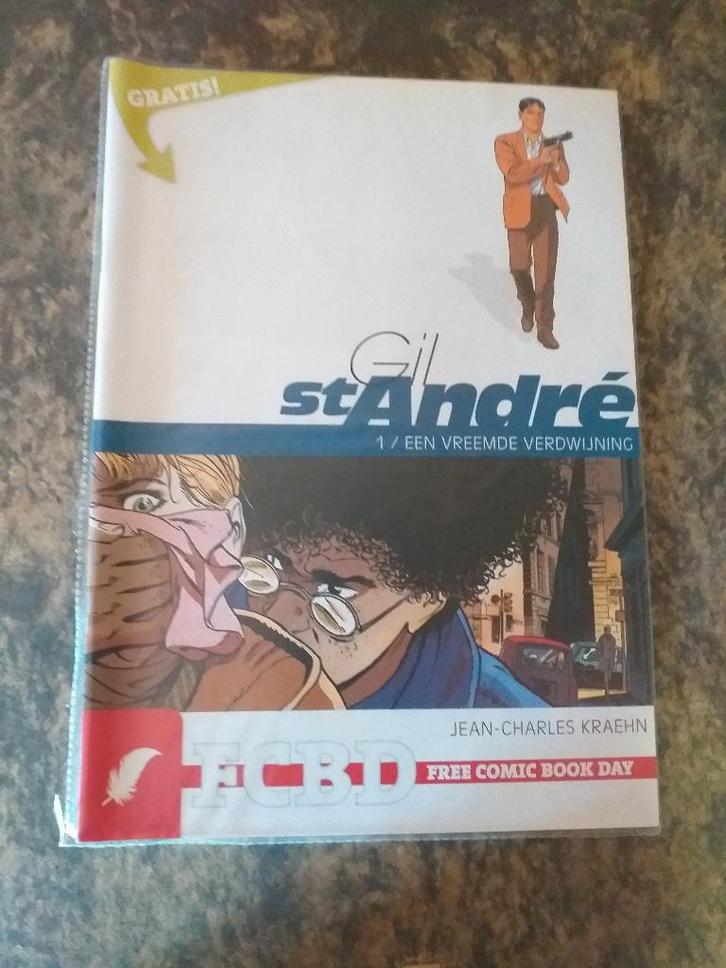 GRATIS!
Gil
stAndré
1 / EEN VREEMDE VERDWIJNING
JEAN-CHARLES KRAEHN
FCBD
FREE COMIC BOOK DAY